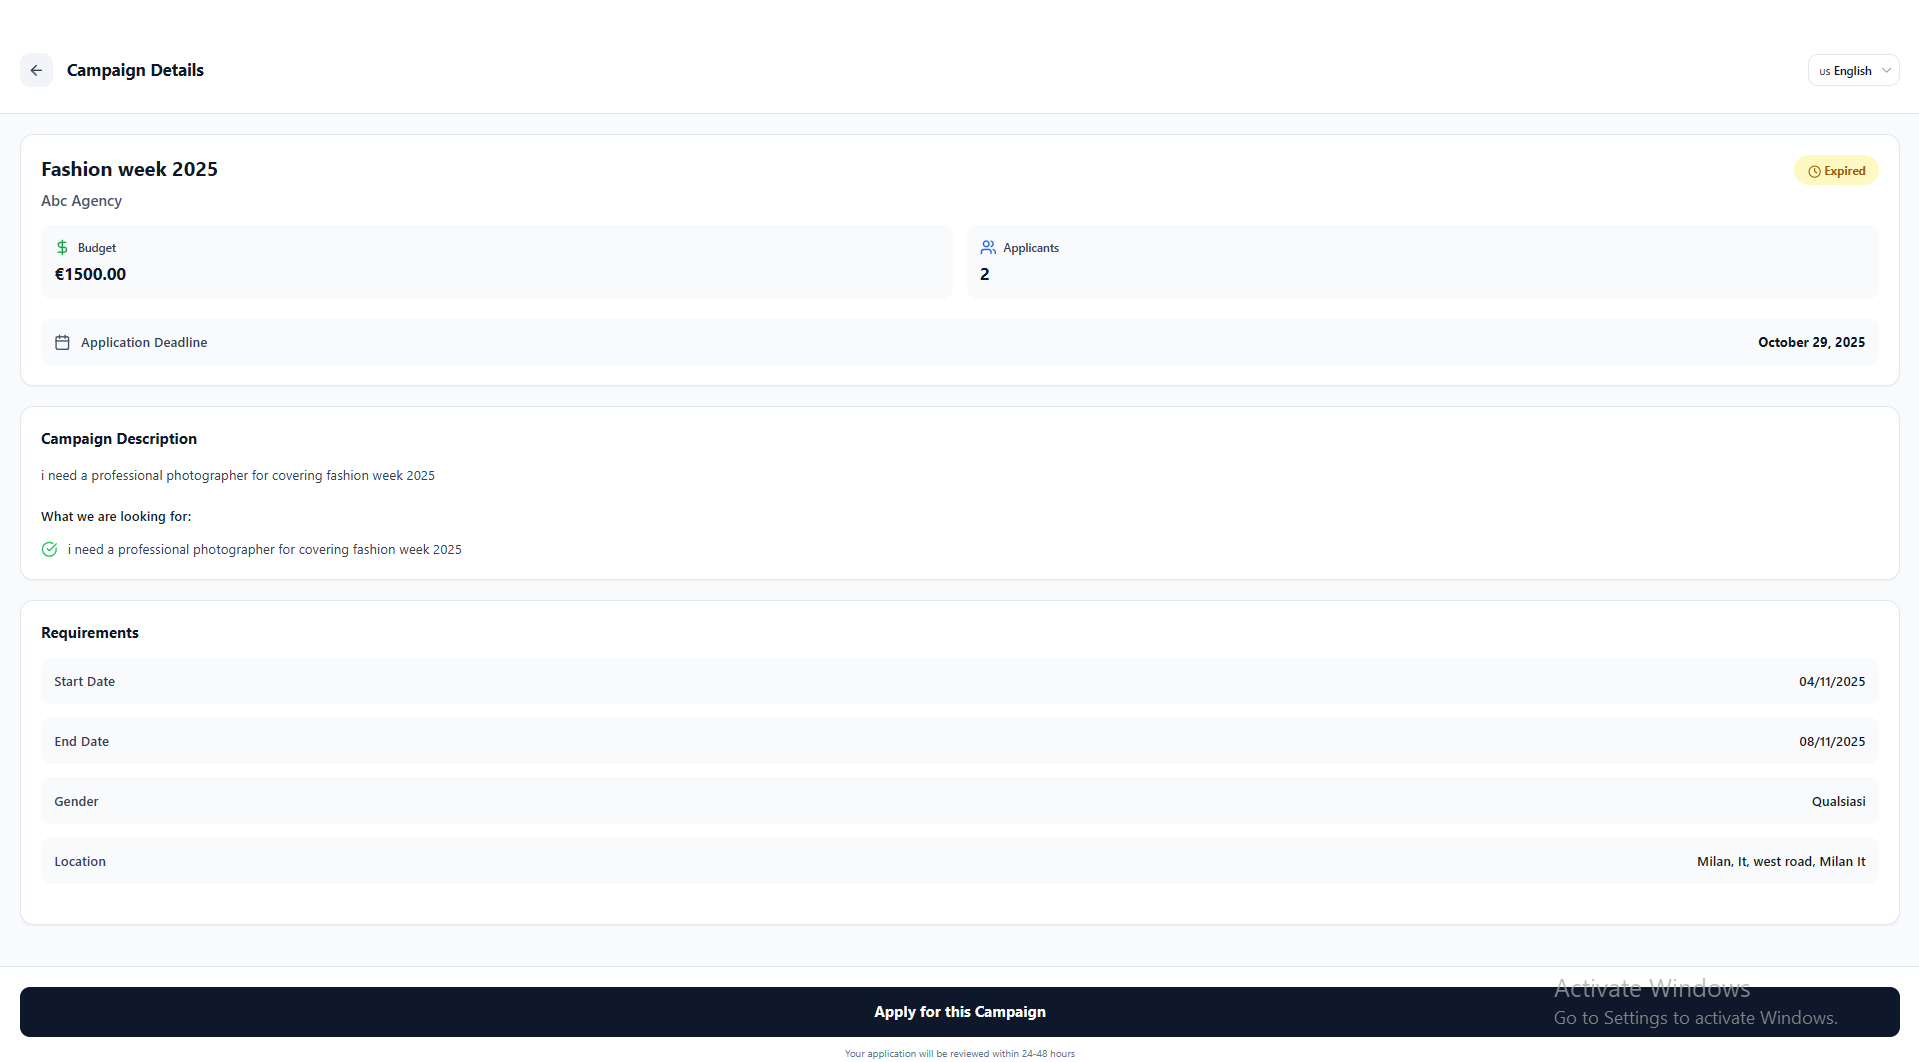 Campaign Details
us English
Fashion week 2025
Expired
Abc Agency
Budget
€1500.00
Applicants
2
Application Deadline
October 29, 2025
Campaign Description
i need a professional photographer for covering fashion week 2025
What we are looking for:
i need a professional photographer for covering fashion week 2025
Requirements
Start Date
04/11/2025
End Date
08/11/2025
Gender
Qualsiasi
Location
Milan, It, west road, Milan It
Apply for this Campaign
Your application will be reviewed within 24-48 hours
Activate Windows
Go to Settings to activate Windows.